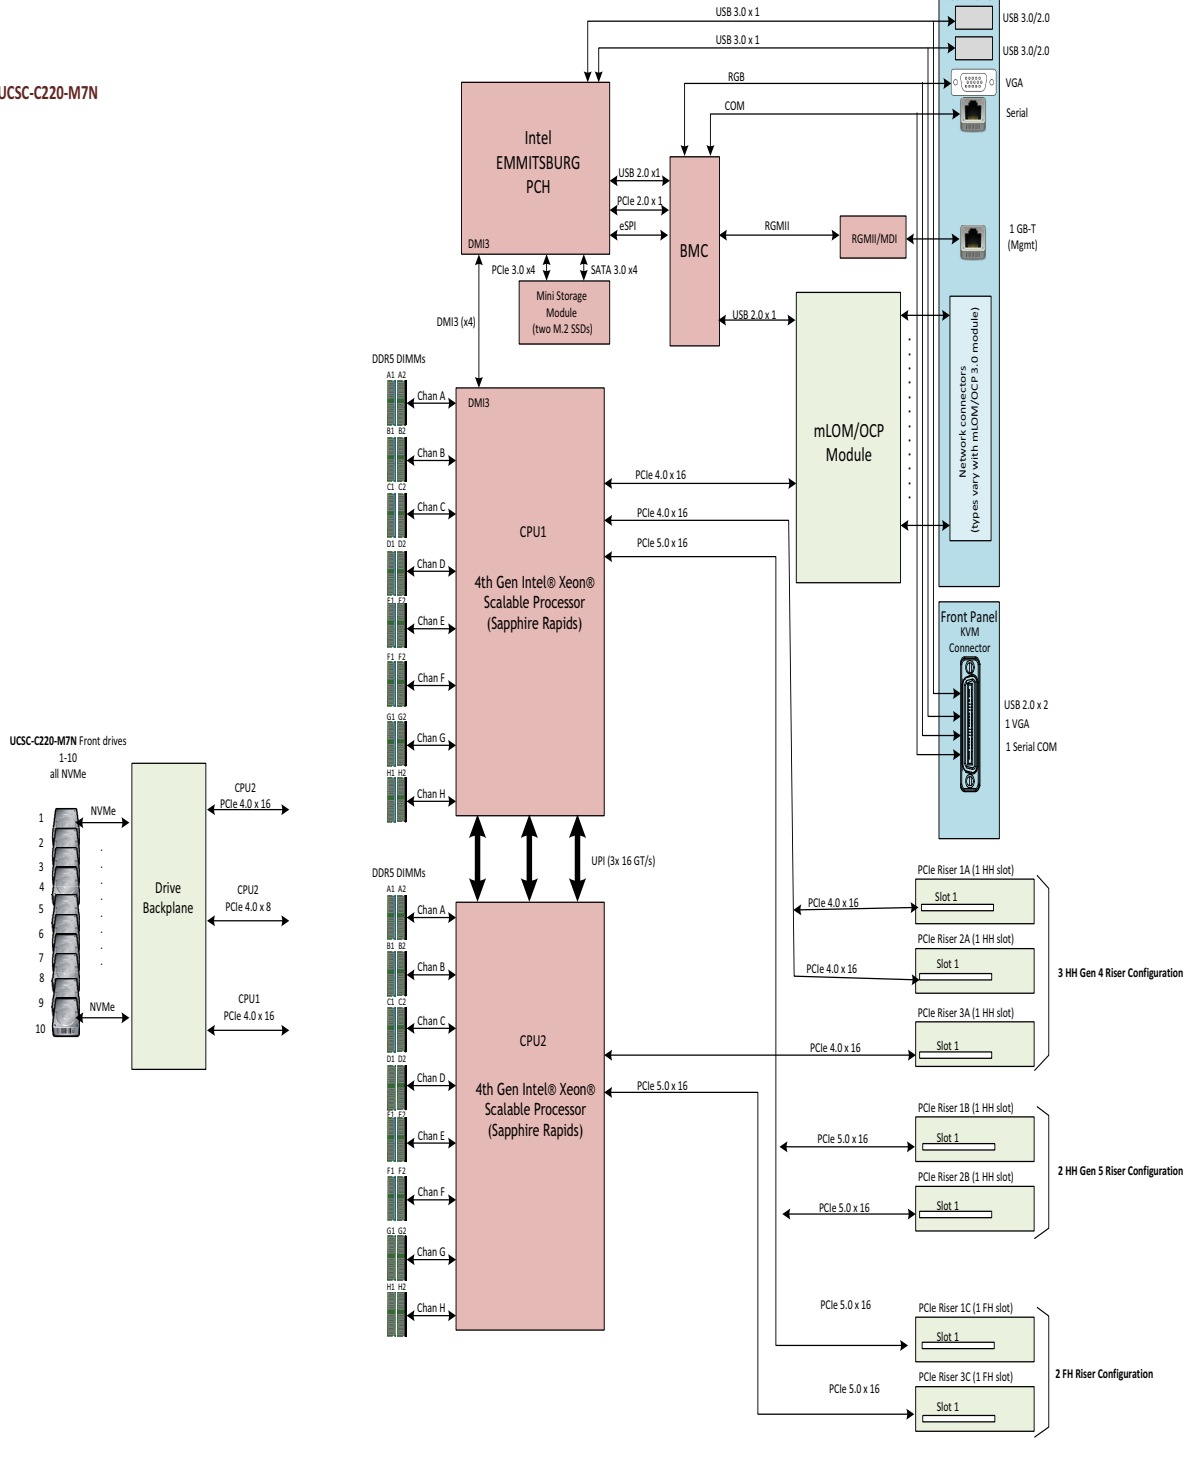 USB 3.0 x 1
USB 3.0/2.0
USB 3.0 x 1
USB 3.0/2.0
UCSC-C220-M7N
RGB
VGA
COM
Serial
Intel
EMMITSBURG
PCH
DMI3
USB 2.0 x1
PCIe 2.0 x 1
eSPI
BMC
RGMII
RGMII/MDI
1 GB-T
(Mgmt)
PCIe 3.0 x4
SATA 3.0 x4
Mini Storage
Module
(two M.2 SSDs)
DMI3 (x4)
USB 2.0 x 1
mLOM/OCP
Module
Network connectors
(types vary with mLOM/OCP 3.0 module)
DDR5 DIMMs
A1 A2
Chan A
B1 B2
Chan B
C1 C2
Chan C
D1 D2
Chan D
E1 E2
Chan E
F1 F2
Chan F
G1 G2
Chan G
H1 H2
Chan H
DMI3
CPU1
4th Gen Intel® Xeon®
Scalable Processor
(Sapphire Rapids)
PCIe 4.0 x 16
PCIe 4.0 x 16
PCIe 5.0 x 16
Front Panel
KVM
Connector
USB 2.0 x 2
1 VGA
1 Serial COM
UCSC-C220-M7N Front drives
1-10
all NVMe
1
2
3
4
5
6
7
8
9
10
NVMe
NVMe
Drive
Backplane
CPU2
PCIe 4.0 x 16
CPU2
PCIe 4.0 x 8
CPU1
PCIe 4.0 x 16
UPI (3x 16 GT/s)
DDR5 DIMMs
A1 A2
Chan A
B1 B2
Chan B
C1 C2
Chan C
D1 D2
Chan D
E1 E2
Chan E
F1 F2
Chan F
G1 G2
Chan G
H1 H2
Chan H
CPU2
4th Gen Intel® Xeon®
Scalable Processor
(Sapphire Rapids)
PCIe 5.0 x 16
PCIe Riser 1A (1 HH slot)
Slot 1
PCIe 4.0 x 16
PCIe Riser 2A (1 HH slot)
Slot 1
PCIe 4.0 x 16
3 HH Gen 4 Riser Configuration
PCIe Riser 3A (1 HH slot)
Slot 1
PCIe 4.0 x 16
PCIe Riser 1B (1 HH slot)
Slot 1
PCIe 5.0 x 16
2 HH Gen 5 Riser Configuration
PCIe Riser 2B (1 HH slot)
Slot 1
PCIe 5.0 x 16
PCIe 5.0 x 16
PCIe Riser 1C (1 FH slot)
Slot 1
2 FH Riser Configuration
PCIe Riser 3C (1 FH slot)
PCIe 5.0 x 16
Slot 1